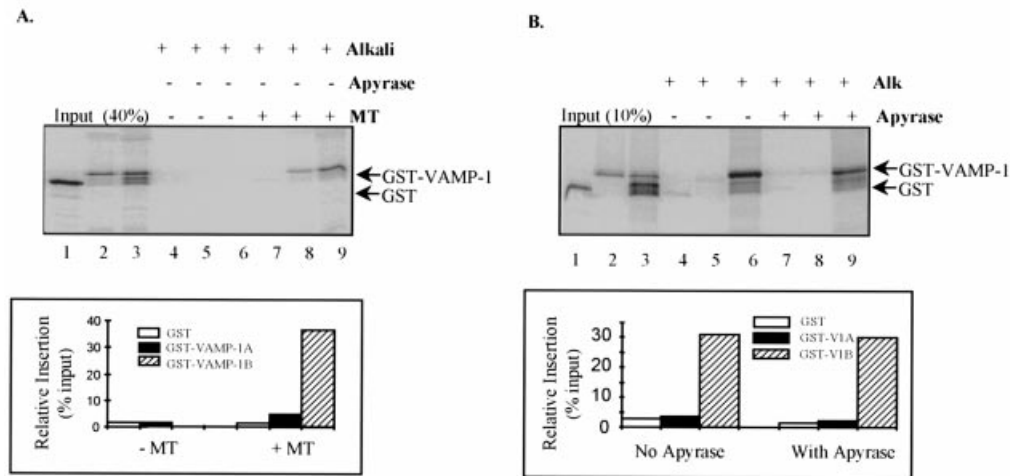 A.
+ + + + + + Alkali
- - - - - - Apyrase
Input (40%) - - - + + + MT
GST-VAMP-1
GST
1 2 3 4 5 6 7 8 9
Relative Insertion
(% input)
40
30
20
10
0
GST
GST-VAMP-1A
GST-VAMP-1B
- MT + MT
B.
+ + + + + + Alk
Input (10%) - - - + + + Apyrase
GST-VAMP-1
GST
1 2 3 4 5 6 7 8 9
Relative Insertion
(% input)
30
20
10
0
GST
GST-V1A
GST-V1B
No Apyrase With Apyrase